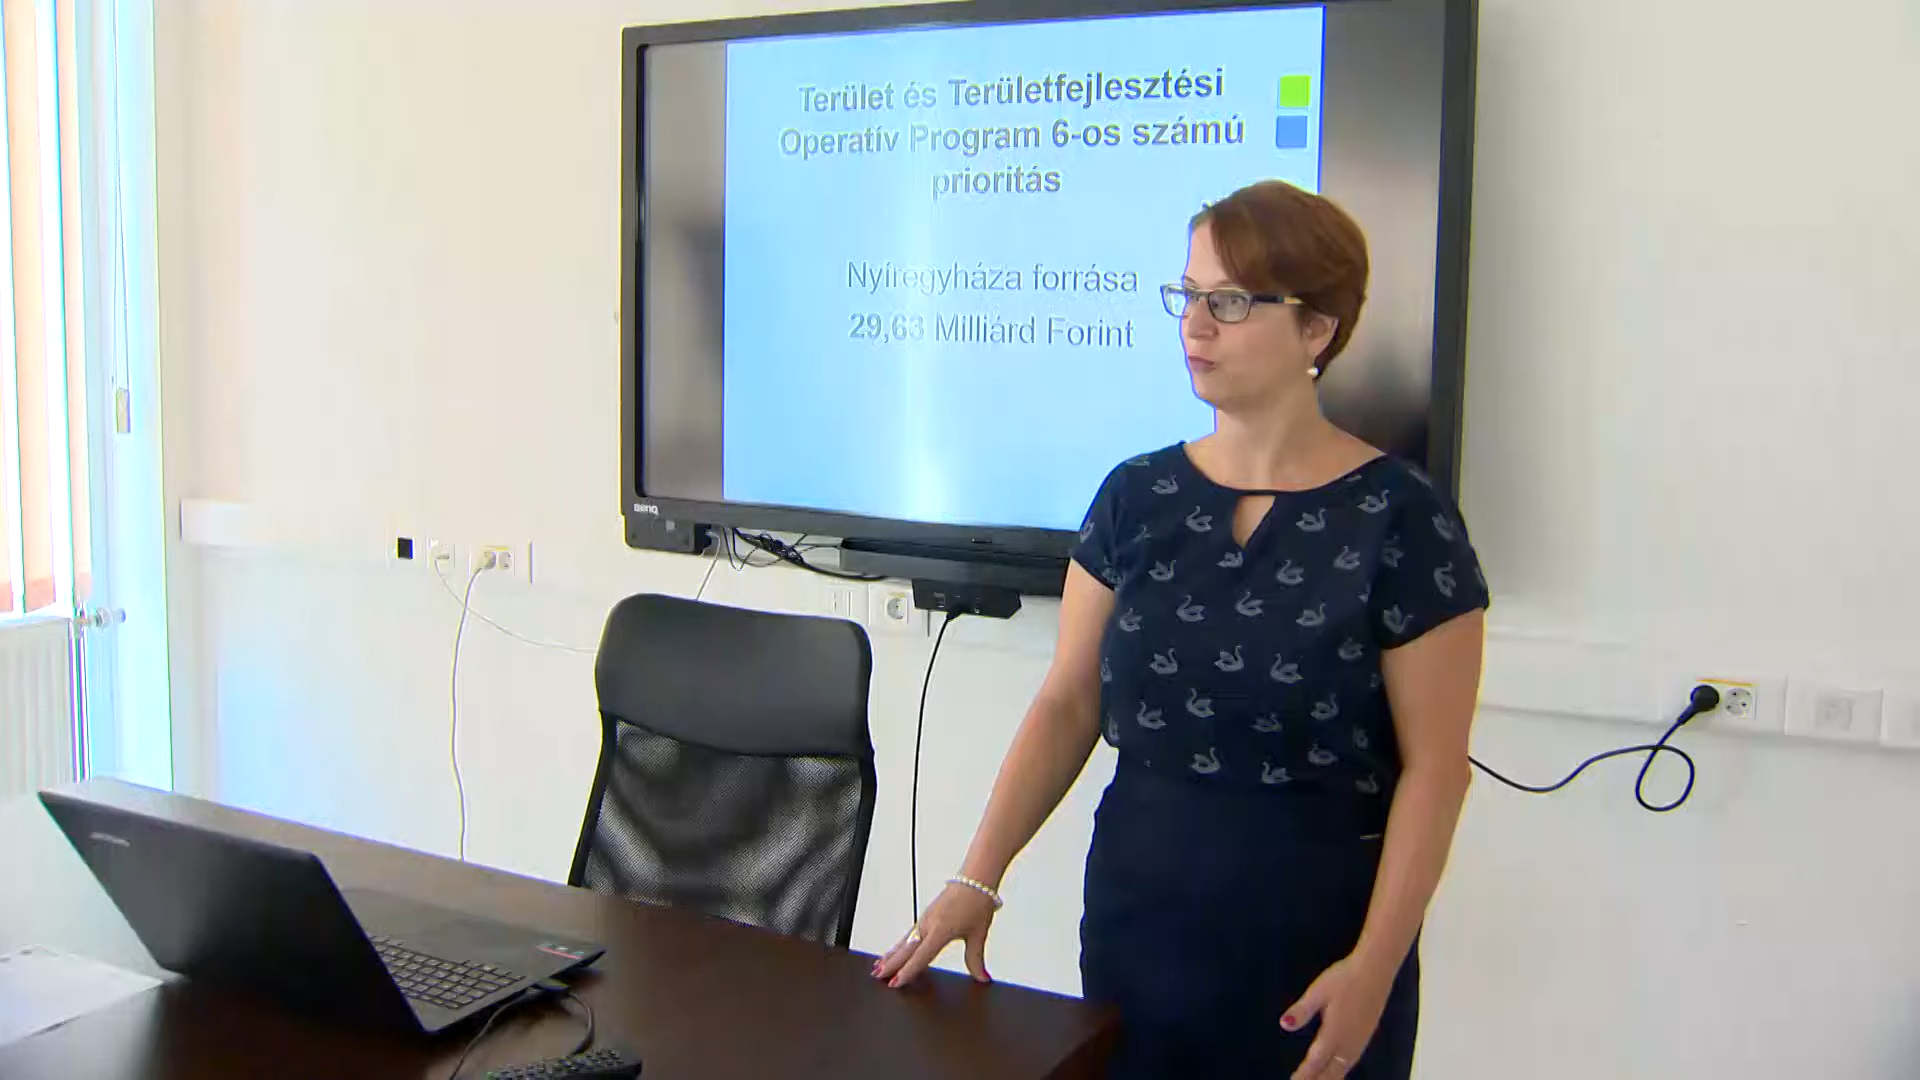 Terület és Területfejlesztési
Operatív Program 6-os számú
prioritás
Nyíregyháza forrása
29,63 Milliárd Forint
BenQ